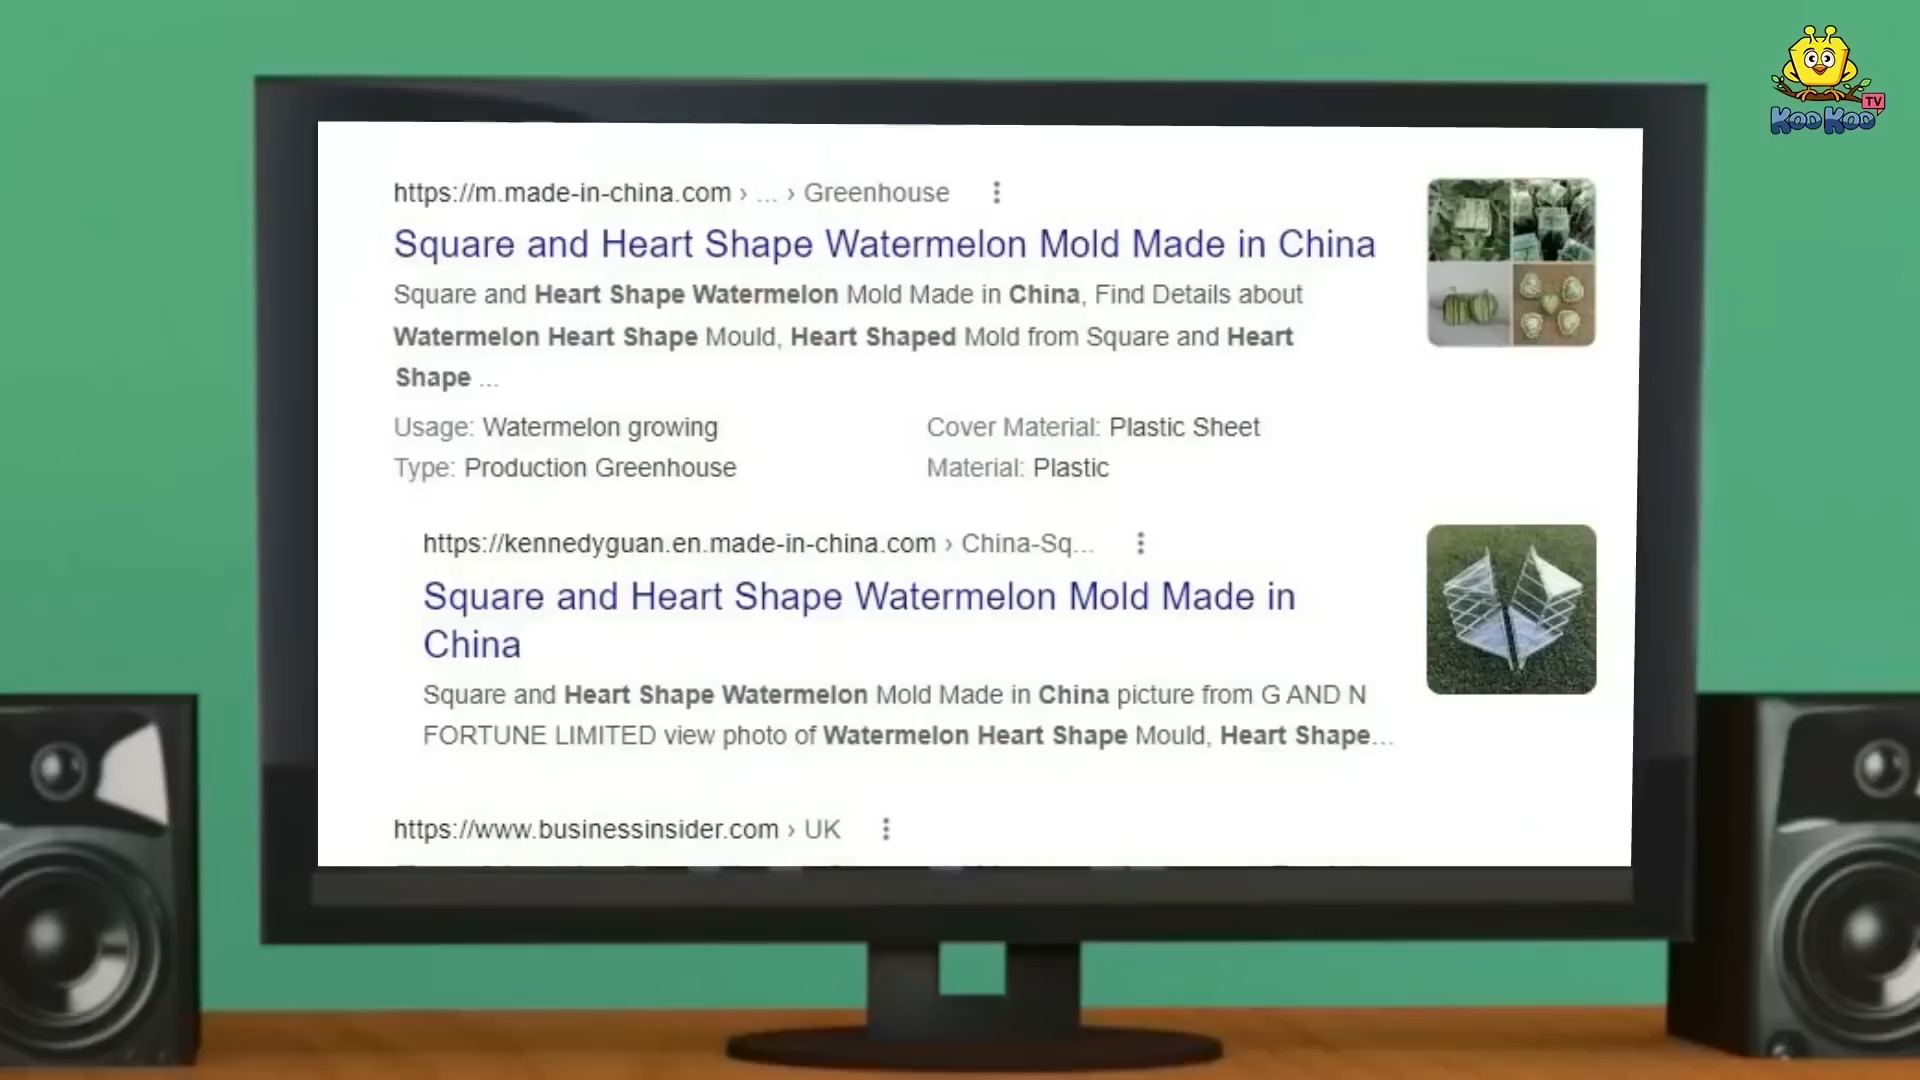 TV
KOO KOO
https://m.made-in-china.com › ... › Greenhouse
Square and Heart Shape Watermelon Mold Made in China
Square and Heart Shape Watermelon Mold Made in China, Find Details about
Watermelon Heart Shape Mould, Heart Shaped Mold from Square and Heart
Shape ...
Usage: Watermelon growing
Cover Material: Plastic Sheet
Type: Production Greenhouse
Material: Plastic
https://kennedyguan.en.made-in-china.com › China-Sq...
Square and Heart Shape Watermelon Mold Made in
China
Square and Heart Shape Watermelon Mold Made in China picture from G AND N
FORTUNE LIMITED view photo of Watermelon Heart Shape Mould, Heart Shape...
https://www.businessinsider.com › UK